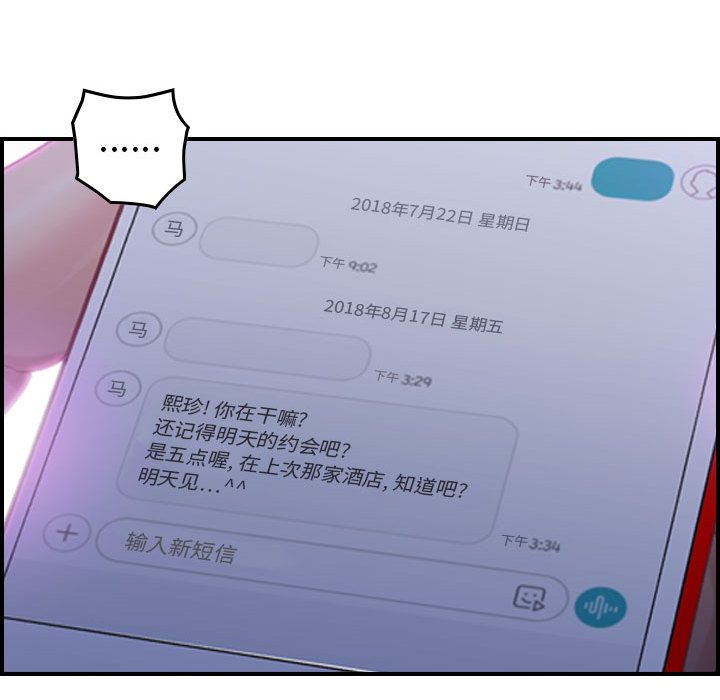 ……
下午 3:44
2018年7月22日 星期日
马
下午 9:02
2018年8月17日 星期五
马
下午 3:29
马
熙珍! 你在干嘛?
还记得明天的约会吧?
是五点喔, 在上次那家酒店, 知道吧?
明天见…^^
下午 3:34
+
输入新短信